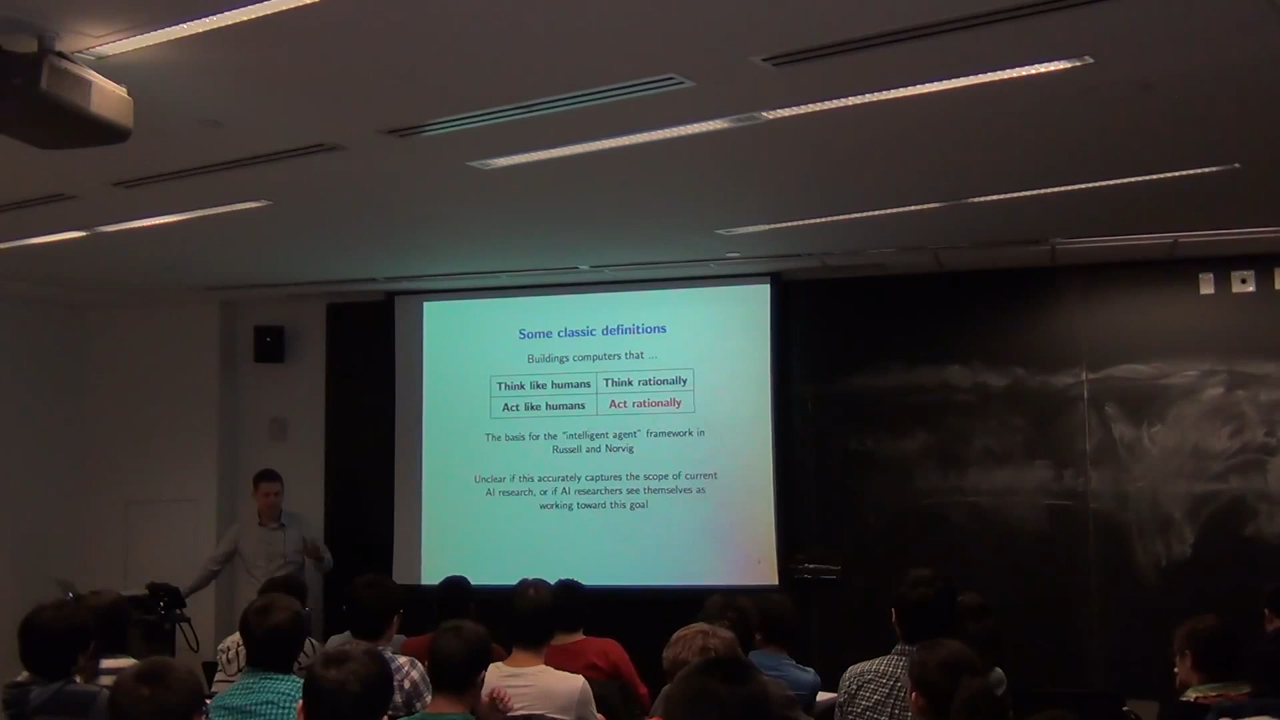 Some classic definitions
Buildings computers that ...
Think like humans Think rationally
Act like humans Act rationally
The basis for the "intelligent agent" framework in
Russell and Norvig
Unclear if this accurately captures the scope of current
AI research, or if AI researchers see themselves as
working toward this goal